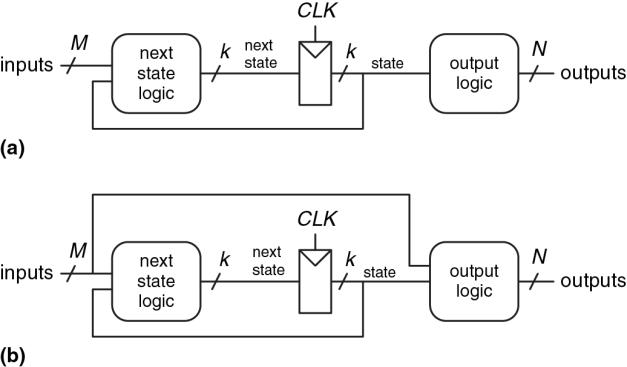 CLK
M
next
state
logic
k
next
state
k
state
output
logic
N
inputs
outputs
(a)
CLK
M
next
state
logic
k
next
state
k
state
output
logic
N
inputs
outputs
(b)